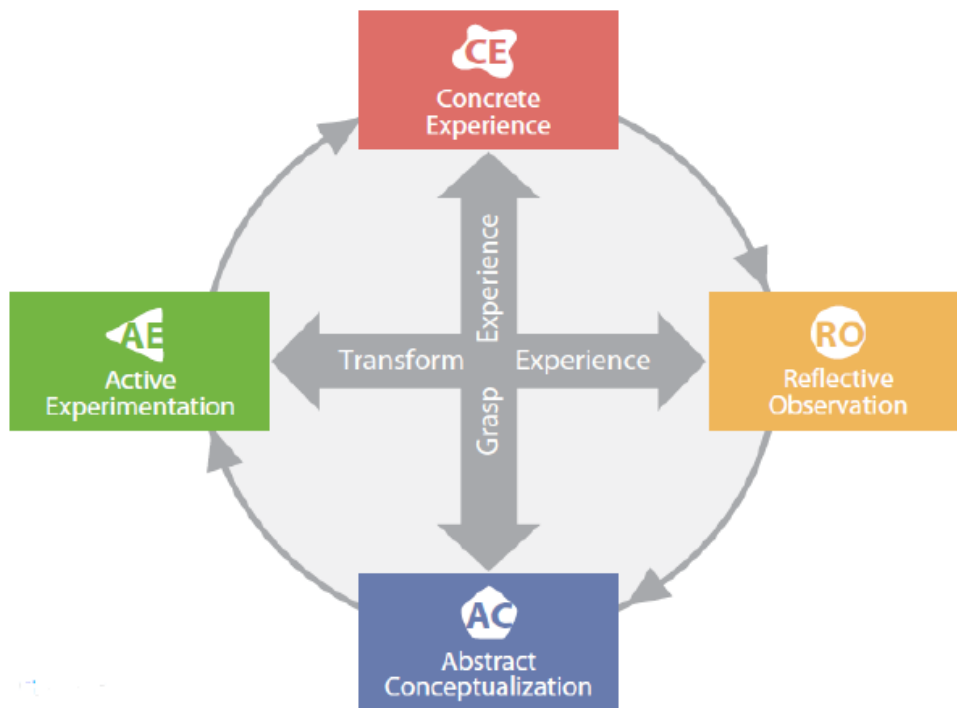 CE
Concrete
Experience
AE
Active
Experimentation
Transform Experience
Grasp Experience
RO
Reflective
Observation
AC
Abstract
Conceptualization